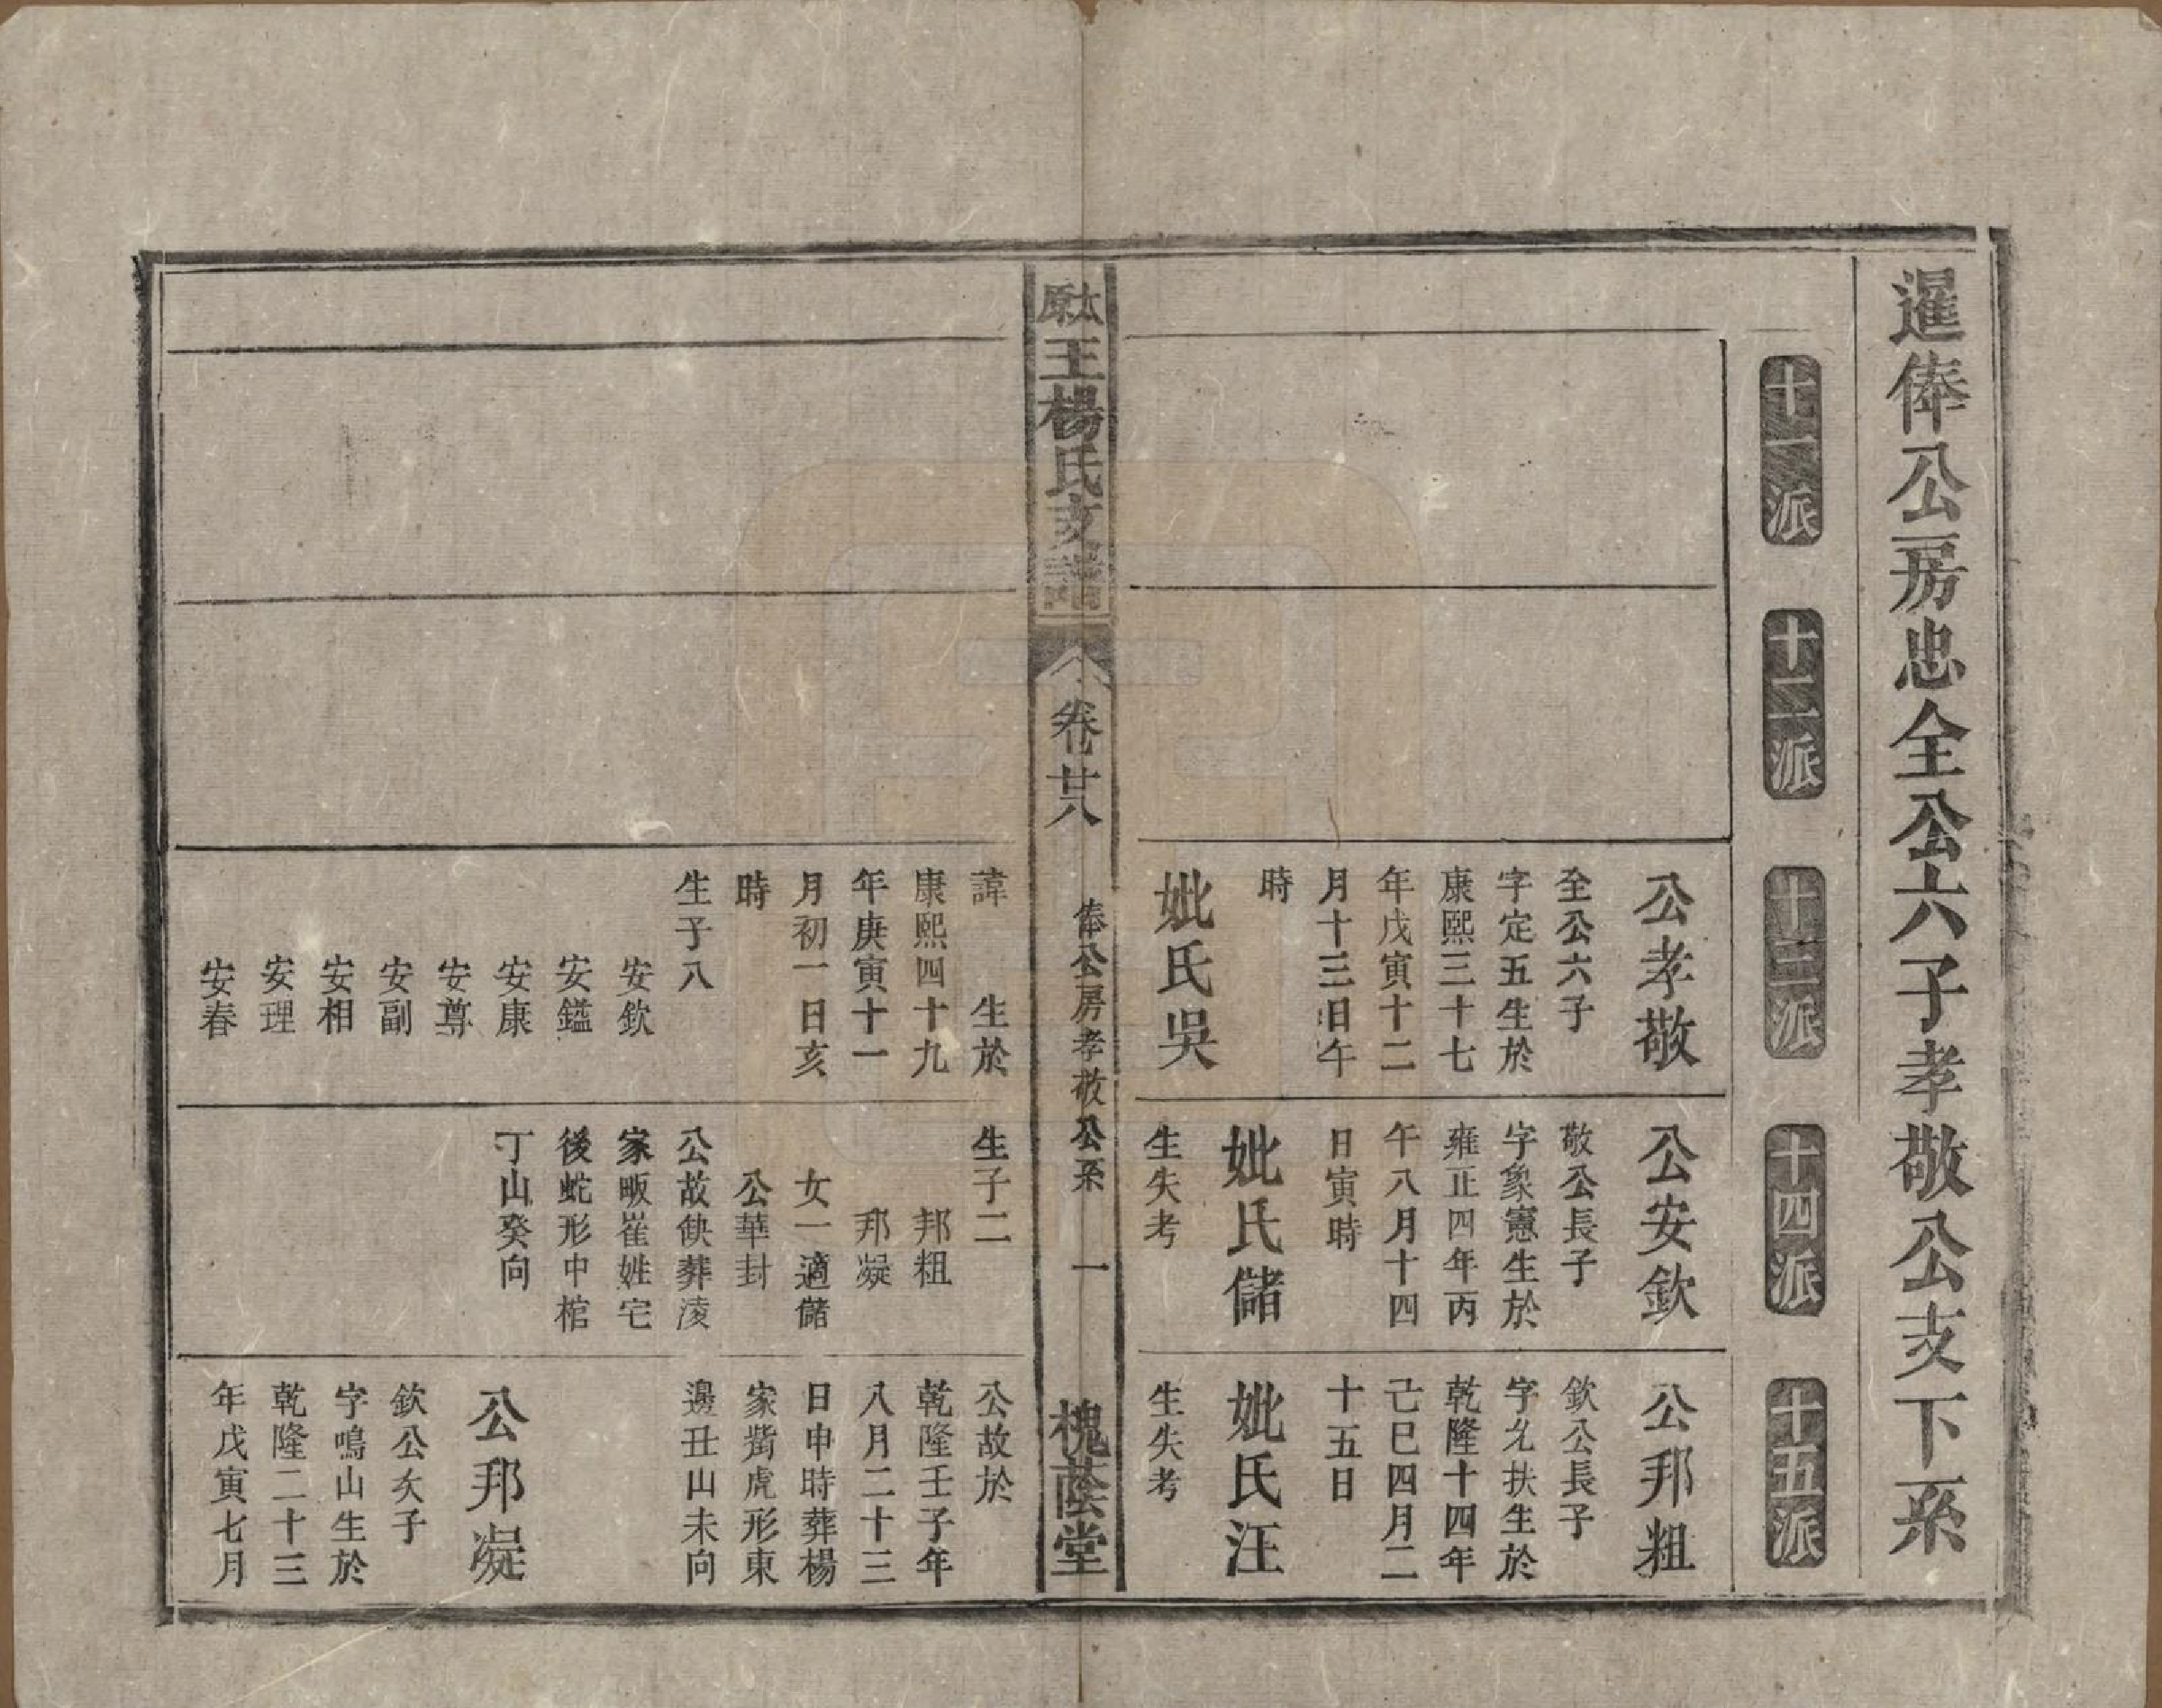 暹俸公房忠全公六子孝敬公支下系
十一派
十二派
十三派
十四派
十五派
公孝敬
全公六子
字定五生於
康熙三十七
年戊寅十二
月十三日午
時
妣氏吳
公安欽
敬公長子
字象憲生於
雍正四年丙
午八月十四
日寅時
妣氏儲
生失考
公邦粗
欽公長子
字允扶生於
乾隆十四年
己巳四月二
十五日
妣氏汪
生失考
太原王楊氏支譜
卷廿八
俸公房孝敬公系
一
槐蔭堂
諱　生於
康熙四十九
年庚寅十一
月初一日亥
時
生子八
安欽
安鎰
安康
安尊
安副
安相
安理
安春
生子二
邦粗
邦凝
女一適儲
公華封
公故缺葬淩
家畈崔姓宅
後蛇形中棺
丁山癸向
公故於
乾隆壬子年
八月二十三
日申時葬楊
家嘴虎形東
邊丑山未向
公邦凝
欽公次子
字鳴山生於
乾隆二十三
年戊寅七月